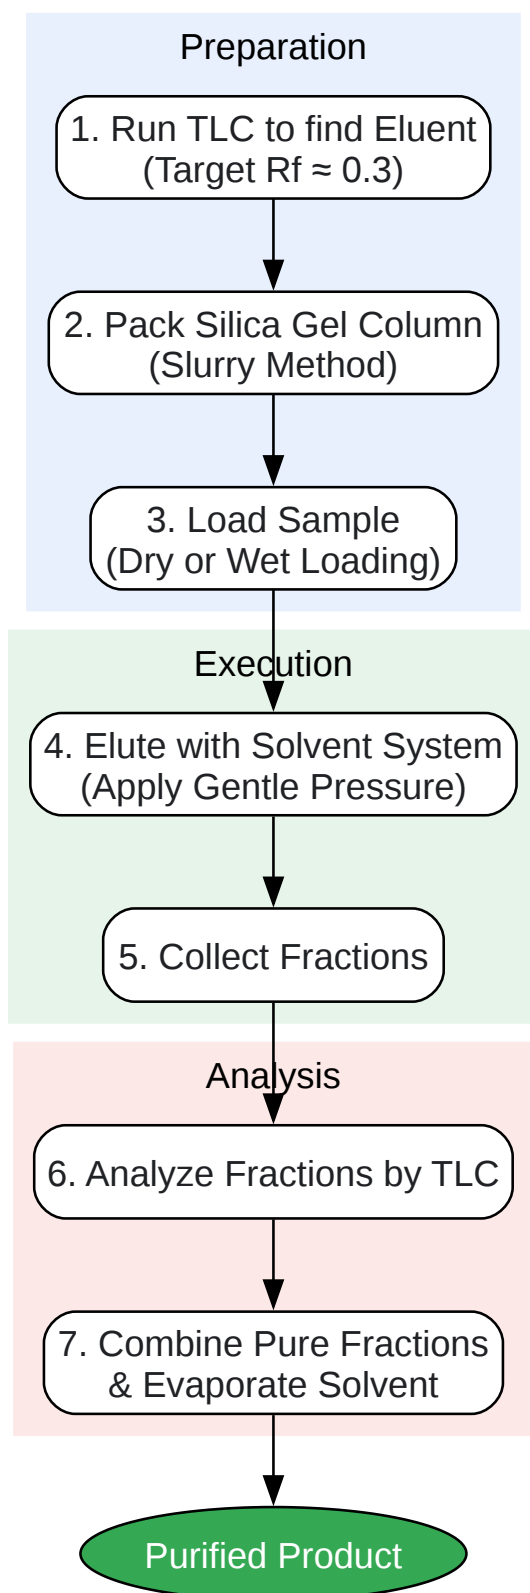 Preparation
1. Run TLC to find Eluent
(Target Rf ≈ 0.3)
2. Pack Silica Gel Column
(Slurry Method)
3. Load Sample
(Dry or Wet Loading)
Execution
4. Elute with Solvent System
(Apply Gentle Pressure)
5. Collect Fractions
Analysis
6. Analyze Fractions by TLC
7. Combine Pure Fractions
& Evaporate Solvent
Purified Product